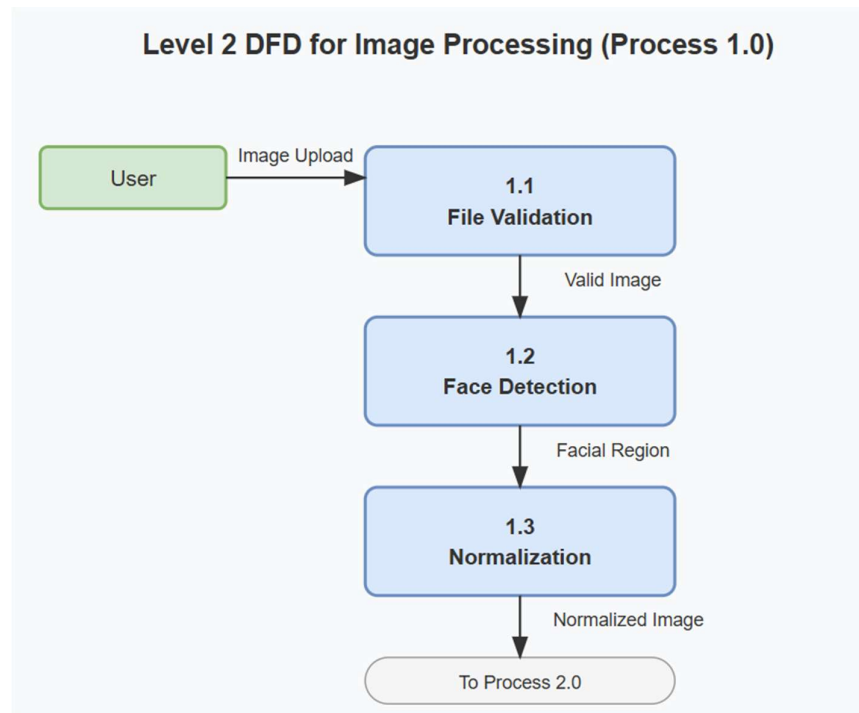 Level 2 DFD for Image Processing (Process 1.0)
User
Image Upload
1.1
File Validation
Valid Image
1.2
Face Detection
Facial Region
1.3
Normalization
Normalized Image
To Process 2.0